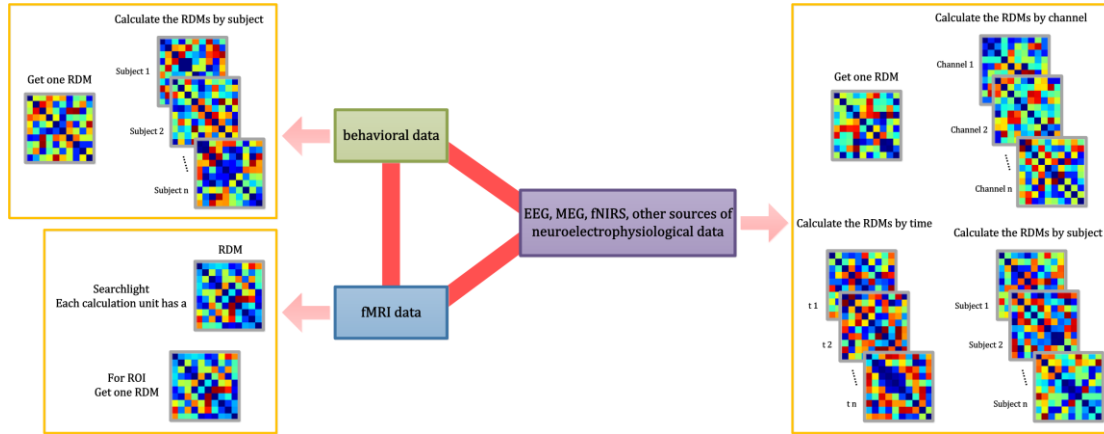 Calculate the RDMs by subject
Get one RDM
Subject 1
Subject 2
......
Subject n
RDM
Searchlight
Each calculation unit has a
For ROI
Get one RDM
behavioral data
fMRI data
EEG, MEG, fNIRS, other sources of
neuroelectrophysiological data
Calculate the RDMs by channel
Get one RDM
Channel 1
Channel 2
......
Channel n
Calculate the RDMs by time
t 1
t 2
......
t n
Calculate the RDMs by subject
Subject 1
Subject 2
......
Subject n